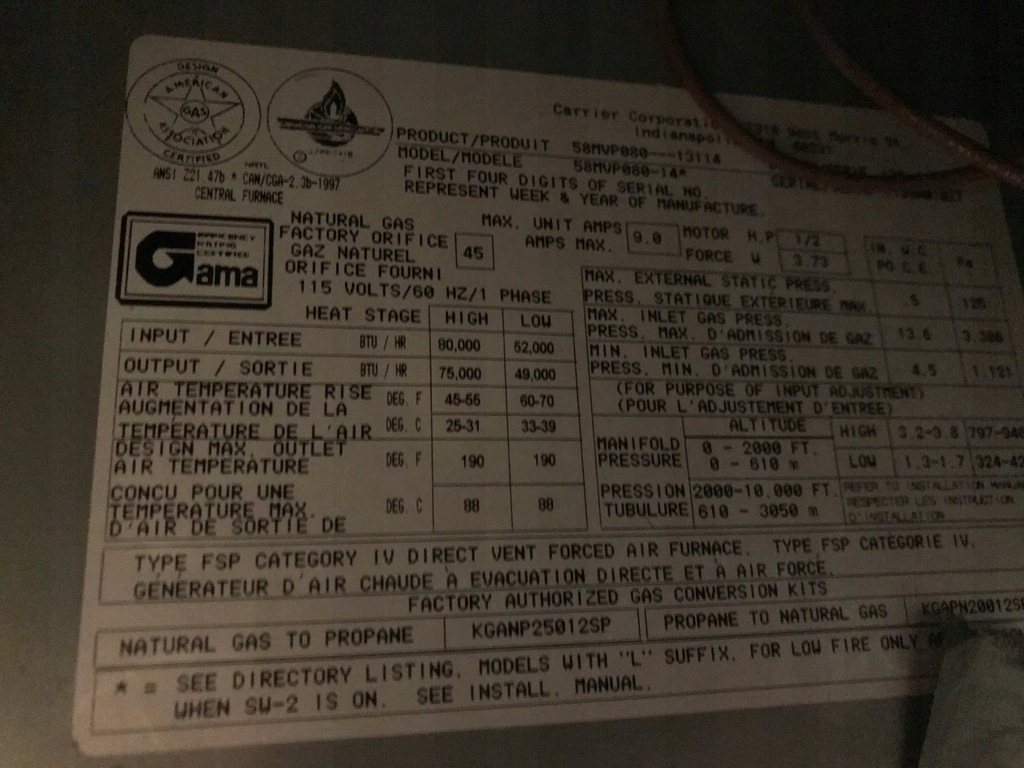 DESIGN
AMERICAN
GAS
ASSOCIATION
CERTIFIED
ANSI Z21.47b * CAN/CGA-2.3b-1997
CENTRAL FURNACE
Carrier
Indianapoli
PRODUCT/PRODUIT 58MVP080---13114
MODEL/MODELE 58MVP080-14*
FIRST FOUR DIGITS OF SERIAL NO.
REPRESENT WEEK & YEAR OF MANUFACTURE.
EFFICIENCY
RATING
CERTIFIED
Gama
NATURAL GAS
FACTORY ORIFICE
GAZ NATUREL
ORIFICE FOURNI
45
MAX. UNIT AMPS
AMPS MAX.
9.0
MOTOR H.P. 1/2
FORCE W 3.73
115 VOLTS/60 HZ/1 PHASE
HEAT STAGE HIGH LOW
INPUT / ENTREE BTU / HR 80,000 52,000
OUTPUT / SORTIE BTU / HR 75,000 49,000
AIR TEMPERATURE RISE DEG. F 45-55 60-70
AUGMENTATION DE LA
TEMPERATURE DE L'AIR DEG. C 25-31 33-39
DESIGN MAX. OUTLET
AIR TEMPERATURE DEG. F 190 190
CONCU POUR UNE
TEMPERATURE MAX. DEG. C 88 88
D'AIR DE SORTIE DE
IN. W.C. Pa
PO C.E.
MAX. EXTERNAL STATIC PRESS.
PRESS. STATIQUE EXTERIEURE MAX .5 125
MAX. INLET GAS PRESS.
PRESS. MAX. D'ADMISSION DE GAZ 13.6 3,386
MIN. INLET GAS PRESS.
PRESS. MIN. D'ADMISSION DE GAZ 4.5 1,121
(FOR PURPOSE OF INPUT ADJUSTMENT)
(POUR L'ADJUSTEMENT D'ENTREE)
MANIFOLD
PRESSURE
PRESSION
TUBULURE
ALTITUDE
0 - 2000 FT.
0 - 610 m
2000-10,000 FT.
610 - 3050 m
HIGH 3.2-3.8
LOW 1.3-1.7
REFER TO INSTALLATION
RESPECTER LES INSTRUCTION
D'INSTALLATION
TYPE FSP CATEGORY IV DIRECT VENT FORCED AIR FURNACE. TYPE FSP CATEGORIE IV.
GENERATEUR D'AIR CHAUDE A EVACUATION DIRECTE ET A AIR FORCE.
FACTORY AUTHORIZED GAS CONVERSION KITS
NATURAL GAS TO PROPANE KGANP25012SP PROPANE TO NATURAL GAS
* = SEE DIRECTORY LISTING. MODELS WITH "L" SUFFIX, FOR LOW FIRE ONLY
WHEN SW-2 IS ON. SEE INSTALL. MANUAL.